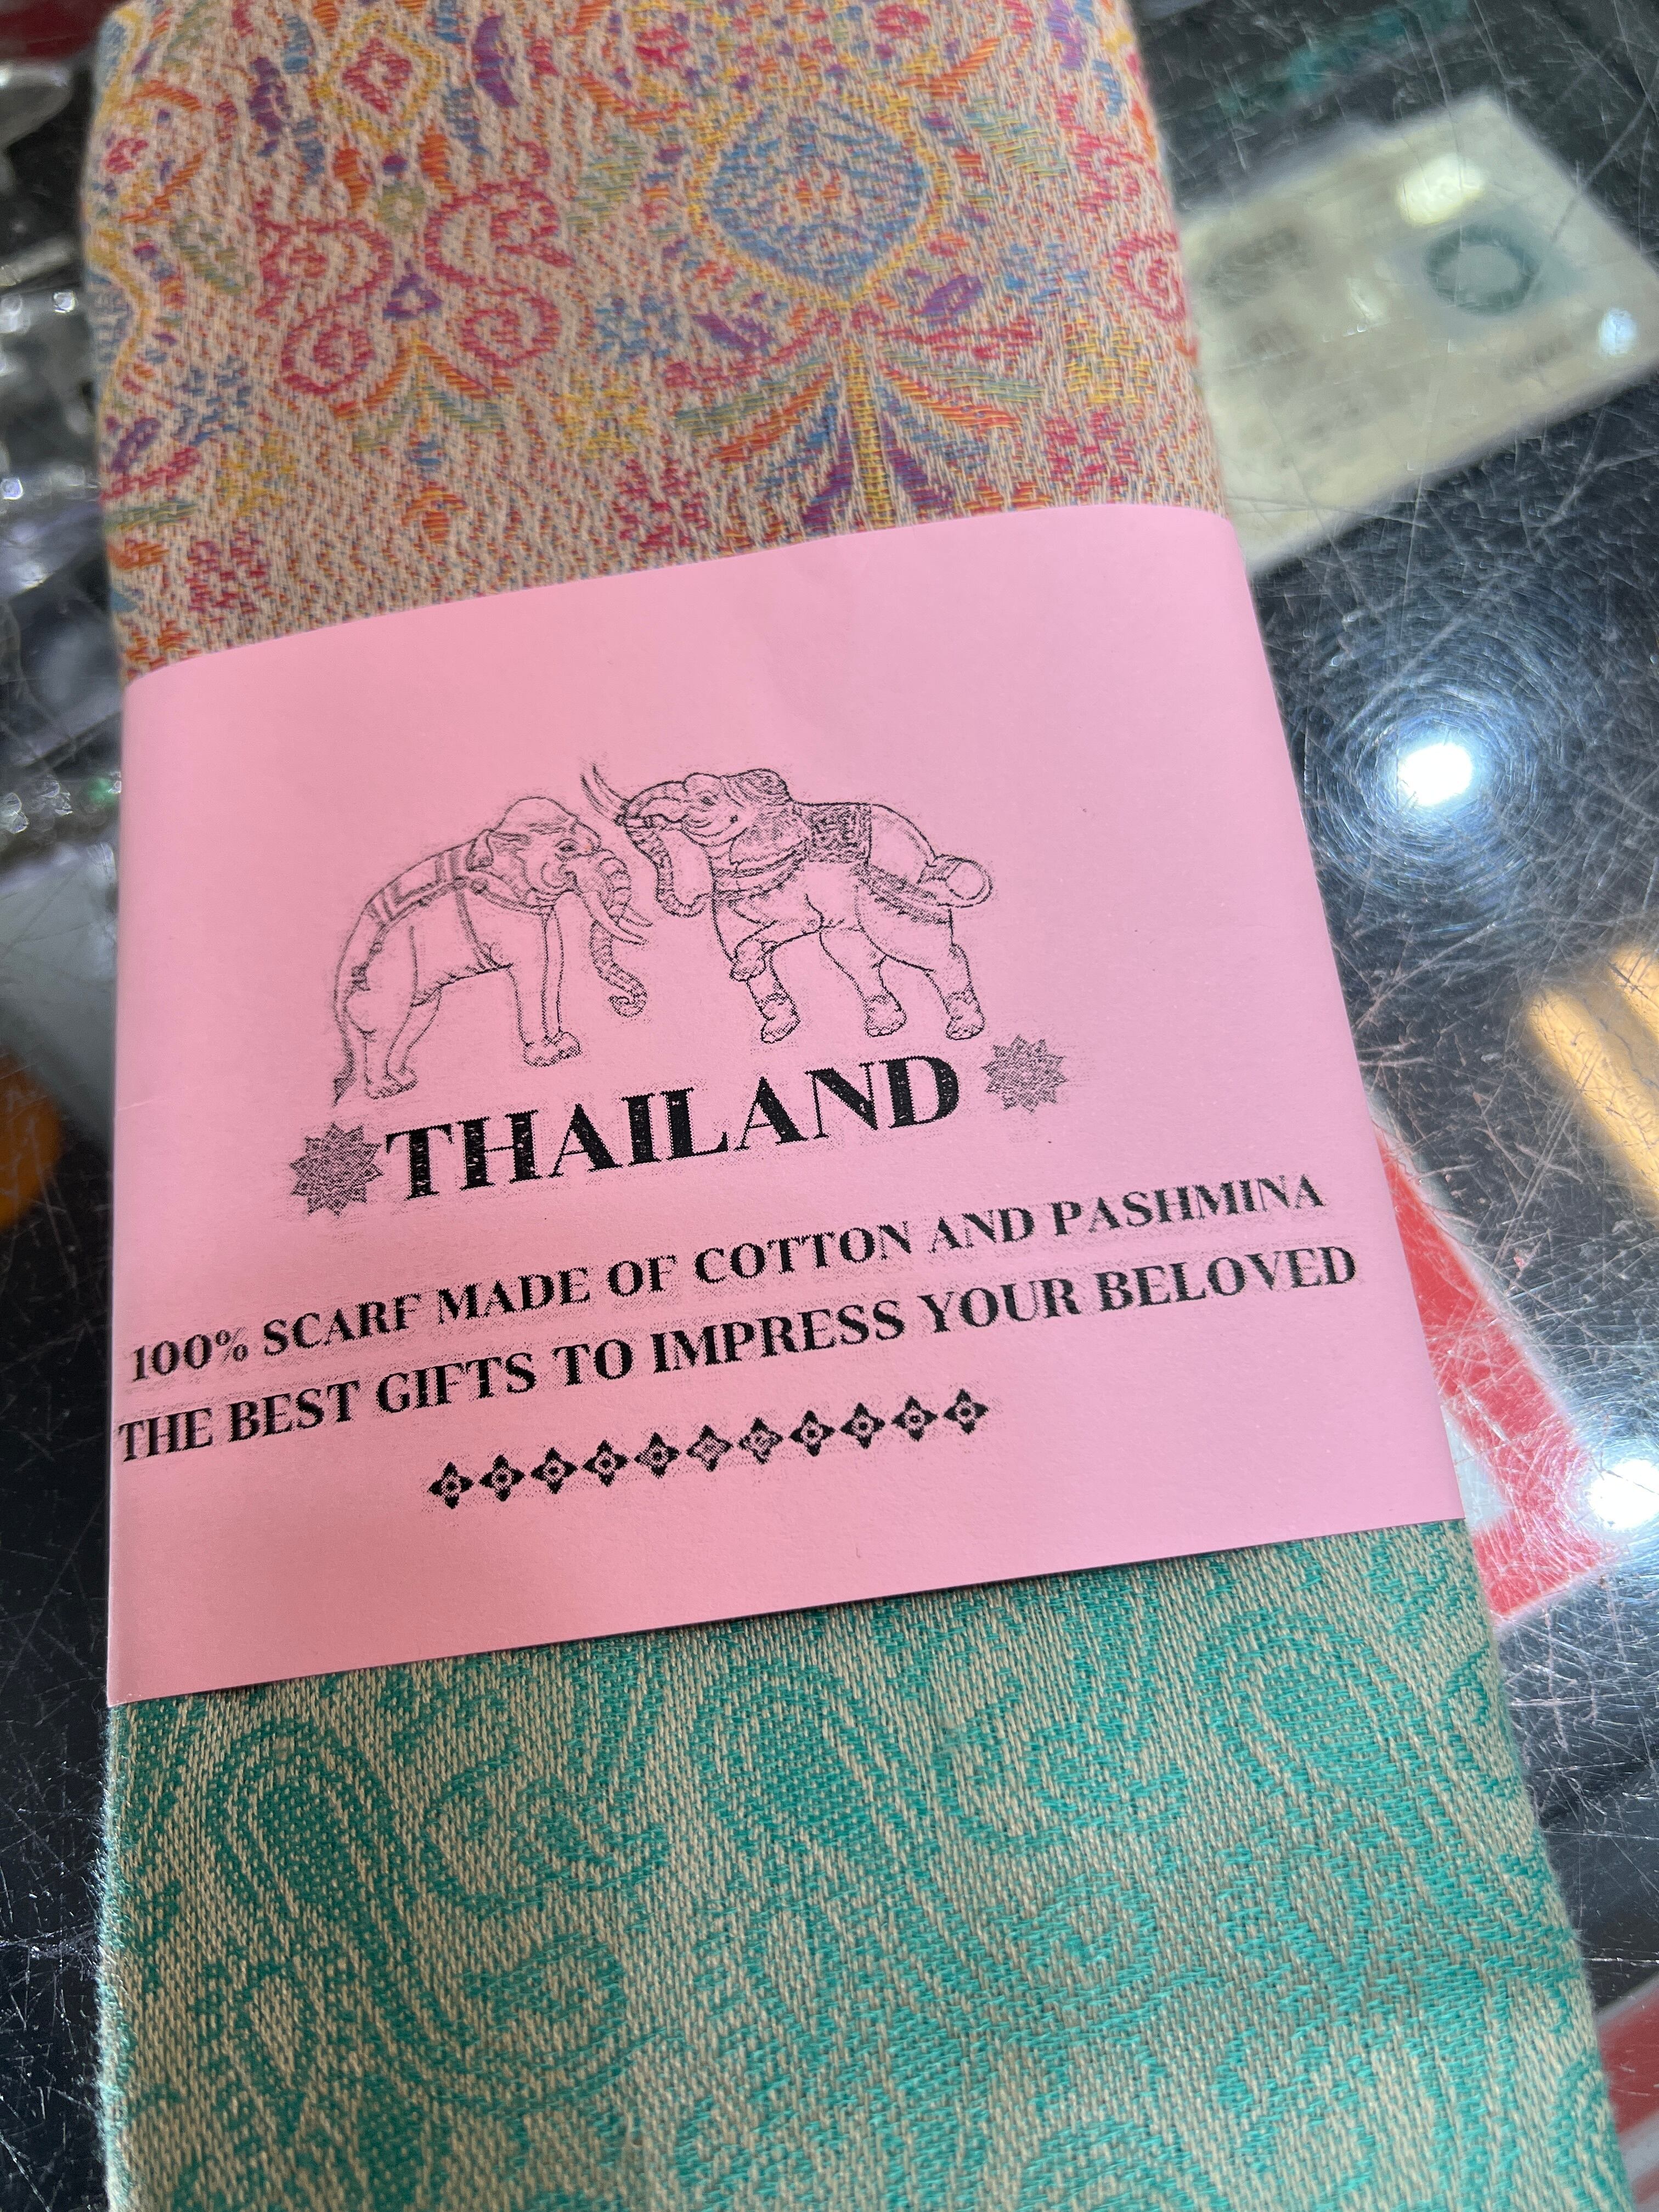 THAILAND
100% SCARF MADE OF COTTON AND PASHMINA
THE BEST GIFTS TO IMPRESS YOUR BELOVED